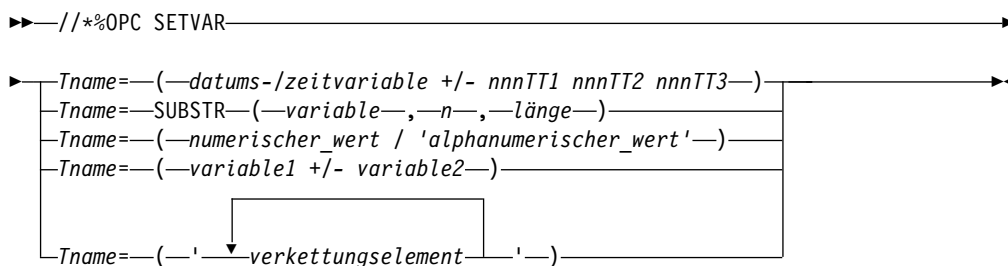 //*%OPC SETVAR
Tname= ( datums-/zeitvariable +/- nnnTT1 nnnTT2 nnnTT3 )
Tname= SUBSTR ( variable , n , länge )
Tname= ( numerischer_wert / 'alphanumerischer_wert' )
Tname= ( variable1 +/- variable2 )
Tname= ( ' verkettungselement ' )